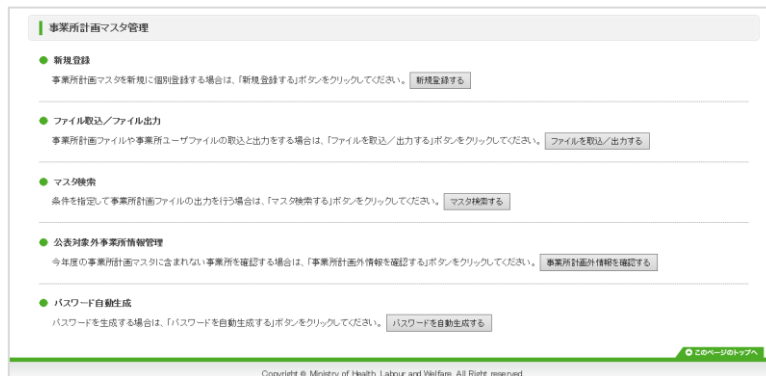 事業所計画マスタ管理
新規登録
事業所計画マスタを新規に個別登録する場合は、「新規登録する」ボタンをクリックしてください。 新規登録する
ファイル取込／ファイル出力
事業所計画ファイルや事業所ユーザファイルの取込と出力をする場合は、「ファイルを取込／出力する」ボタンをクリックしてください。 ファイルを取込／出力する
マスタ検索
条件を指定して事業所計画ファイルの出力を行う場合は、「マスタ検索する」ボタンをクリックしてください。 マスタ検索する
公表対象外事業所情報管理
今年度の事業所計画マスタに含まれない事業所を確認する場合は、「事業所計画外情報を確認する」ボタンをクリックしてください。 事業所計画外情報を確認する
パスワード自動生成
パスワードを生成する場合は、「パスワードを自動生成する」ボタンをクリックしてください。 パスワードを自動生成する
このページのトップへ
Copyright © Ministry of Health, Labour and Welfare, All Right reserved.